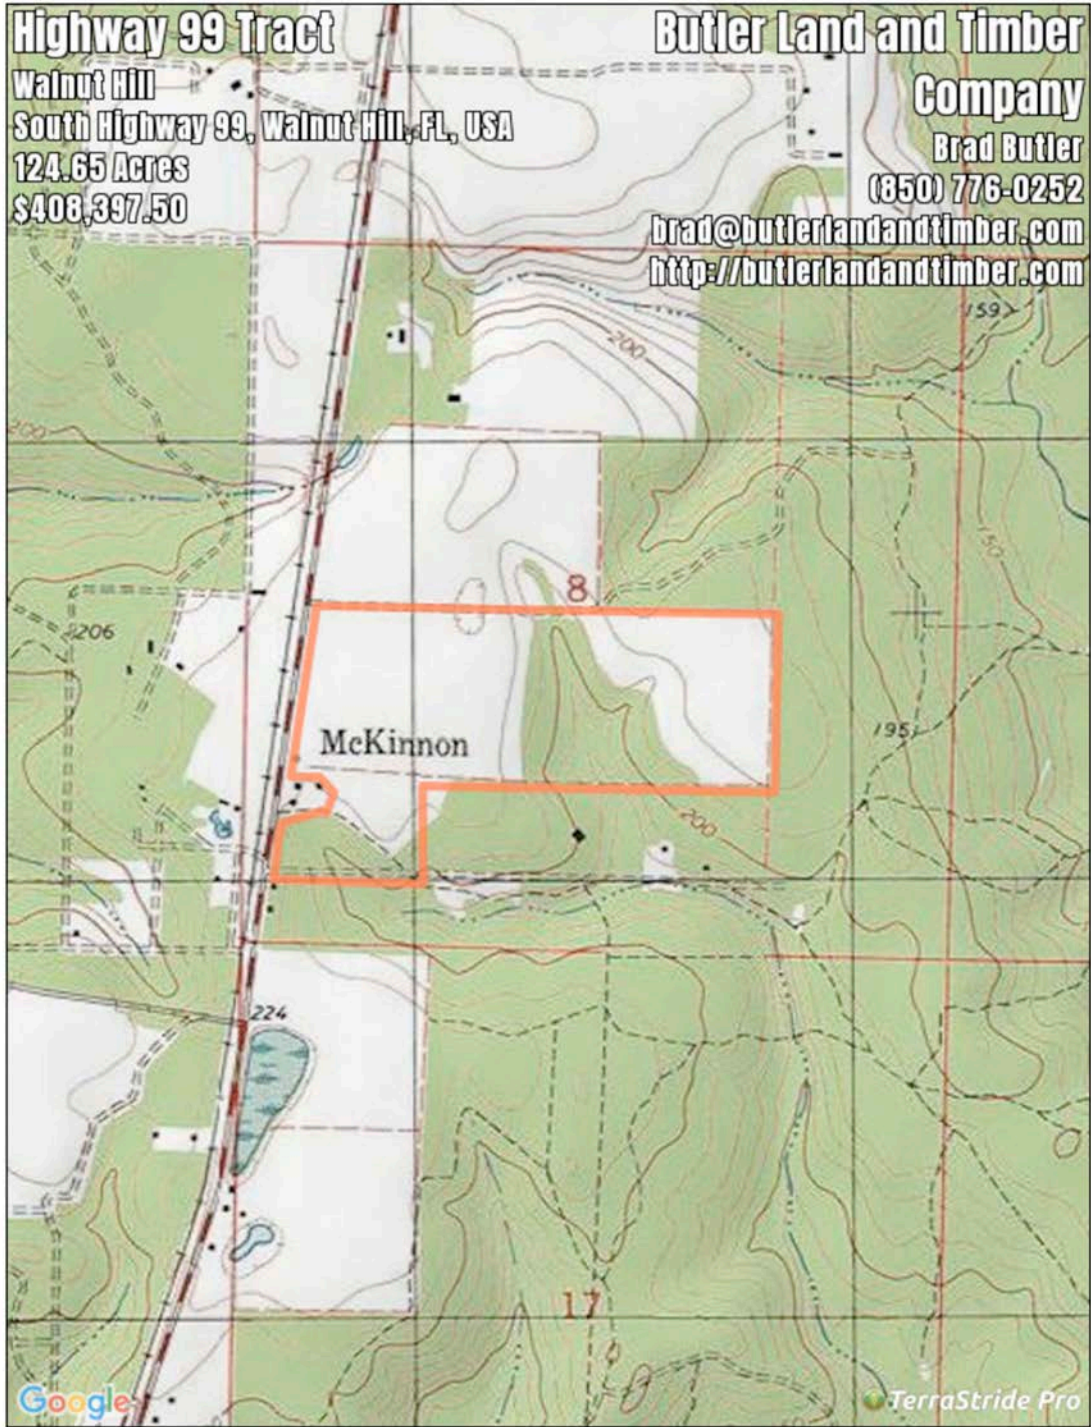 Highway 99 Tract
Walnut Hill
South Highway 99, Walnut Hill, FL, USA
124.65 Acres
$408,397.50
Butler Land and Timber
Company
Brad Butler
(850) 776-0252
brad@butlerlandandtimber.com
http://butlerlandandtimber.com
159
200
200
150
8
206
McKinnon
195
200
224
17
Google
TerraStride Pro